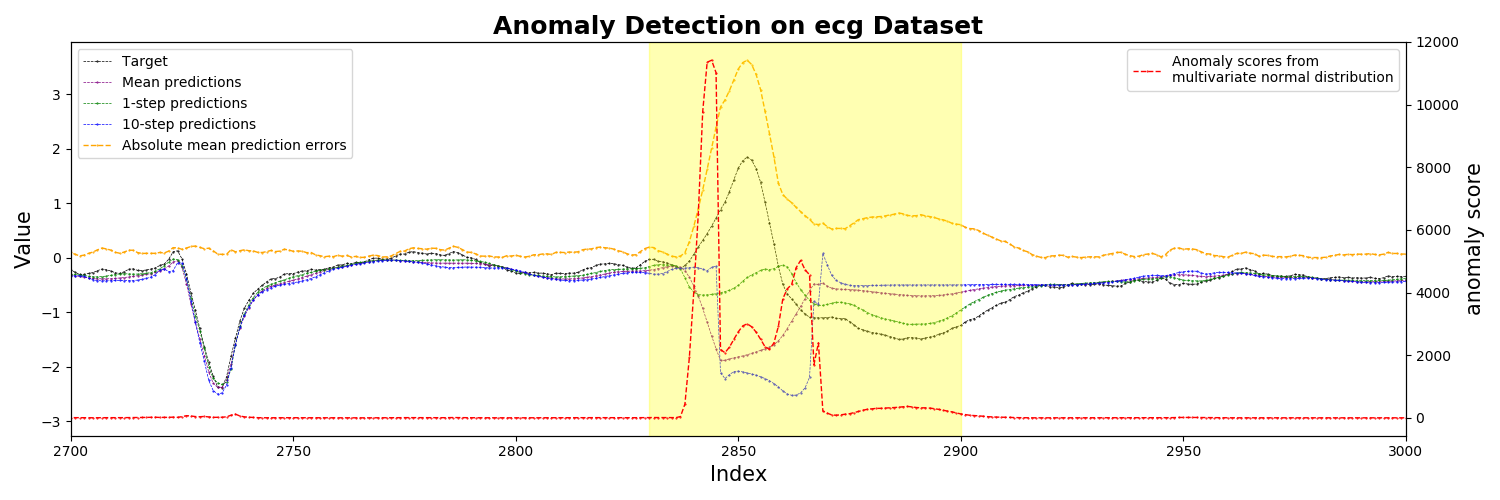 Anomaly Detection on ecg Dataset
Target
Mean predictions
1-step predictions
10-step predictions
Absolute mean prediction errors
Anomaly scores from
multivariate normal distribution
Value
3
2
1
0
−1
−2
−3
12000
10000
8000
6000
4000
2000
0
anomaly score
2700
2750
2800
2850
2900
2950
3000
Index